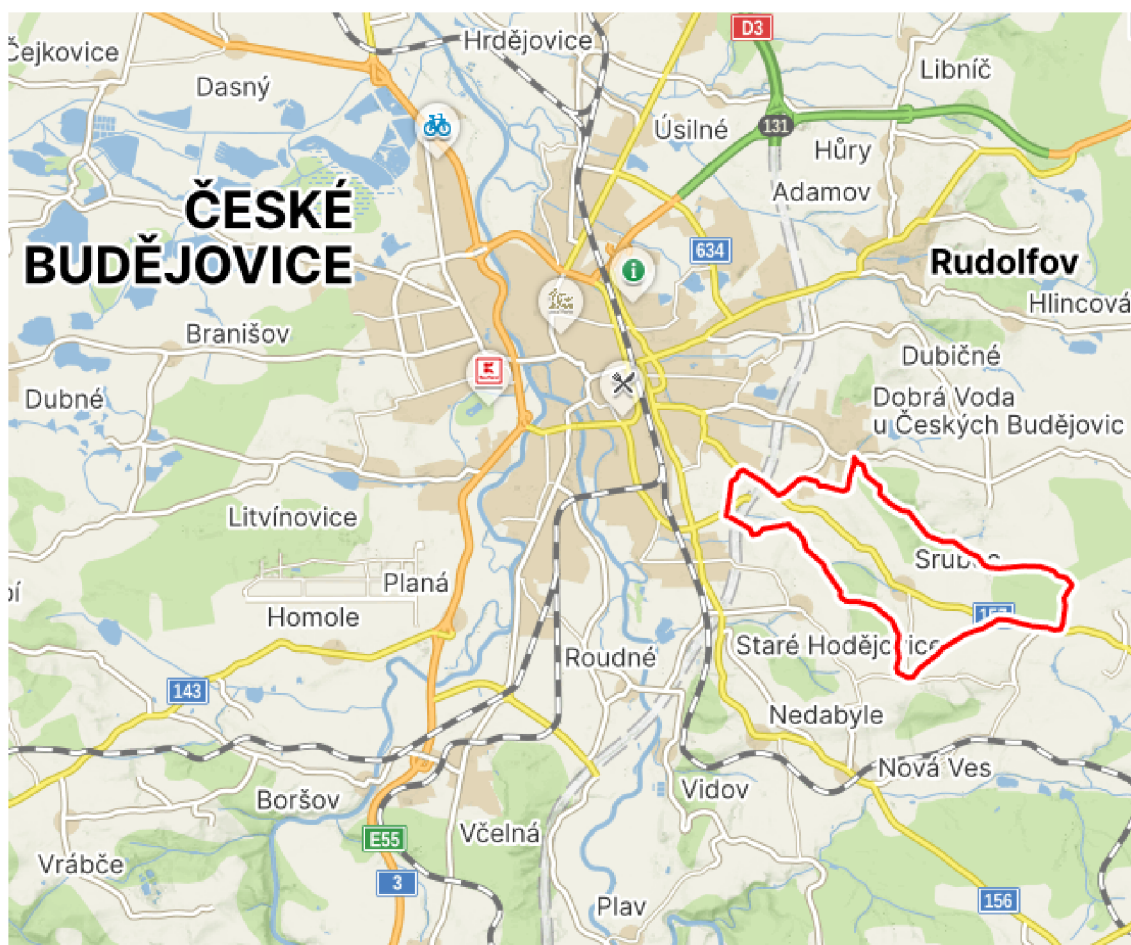 D3
Hrdějovice
Čejkovice
Libníč
Dasný
Úsilné
131
Hůry
Adamov
ČESKÉ
BUDĚJOVICE
634
Rudolfov
Hlincová
Branišov
Dubičné
Dubné
Dobrá Voda
u Českých Budějovic
Litvínovice
Srubec
Planá
Homole
Staré Hodějovice
Roudné
143
Nedabyle
Nová Ves
Vidov
Boršov
Včelná
E55
Vrábče
3
156
Plav